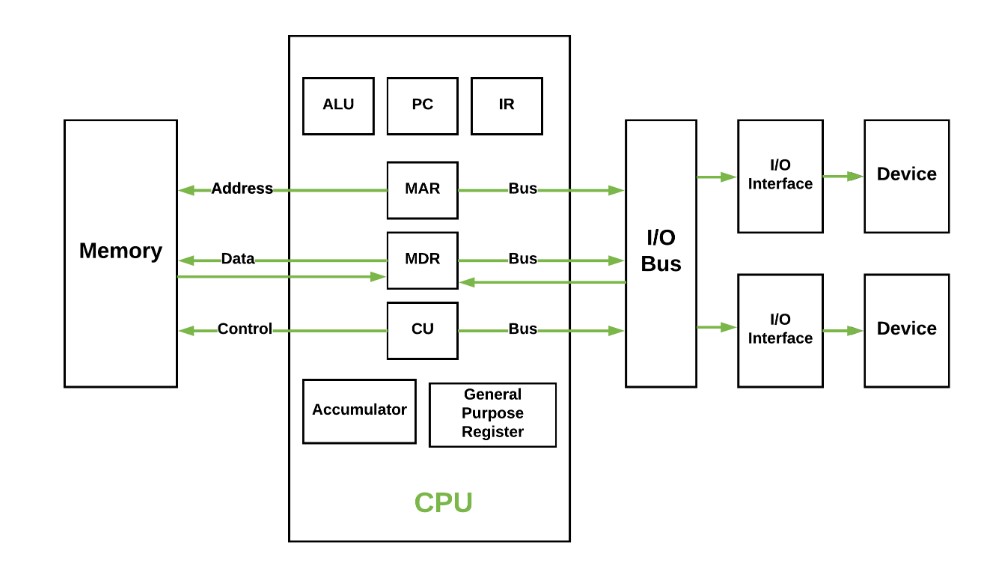 ALU
PC
IR
Memory
Address
MAR
Bus
Data
MDR
Bus
Control
CU
Bus
Accumulator
General
Purpose
Register
CPU
I/O
Bus
I/O
Interface
Device
I/O
Interface
Device